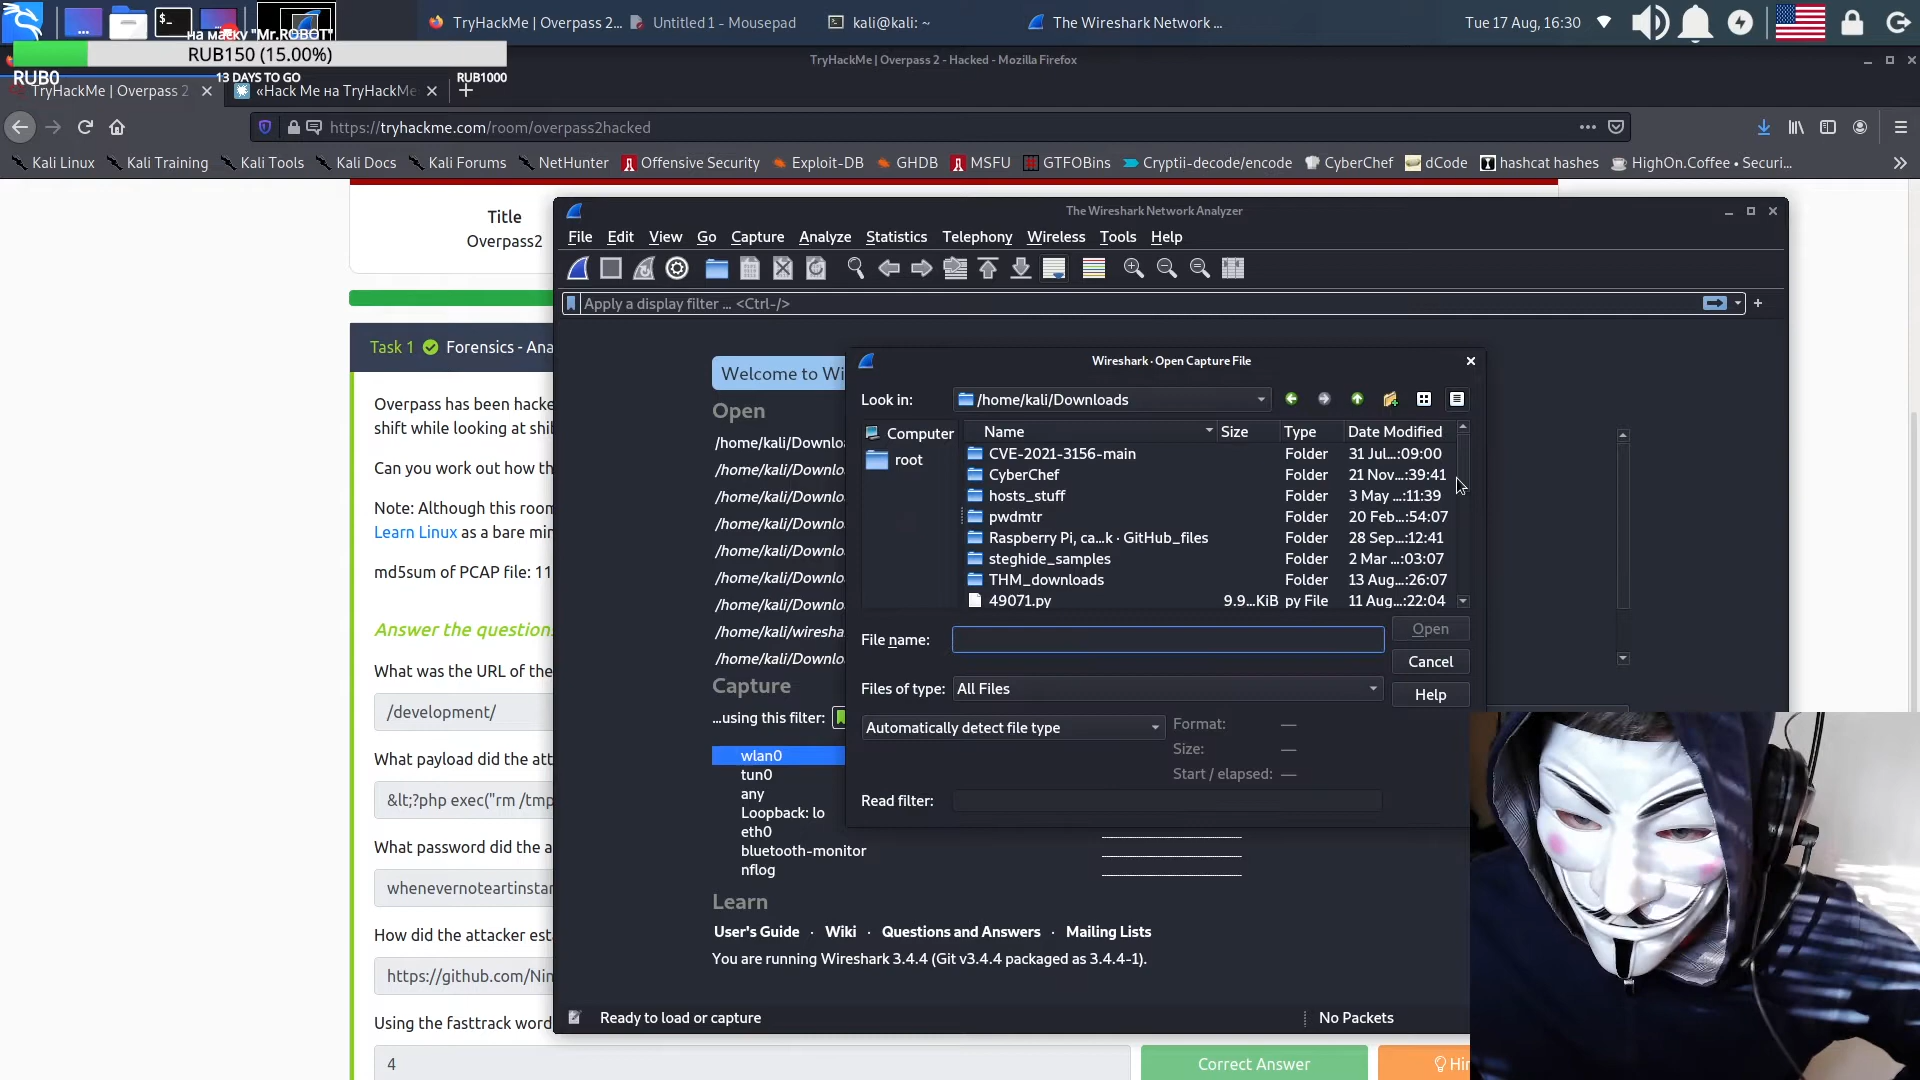 TryHackMe | Overpass 2...
Untitled 1 - Mousepad
kali@kali: ~
The Wireshark Network ...
Tue 17 Aug, 16:30
на маску "Mr.ROBOT"
RUB150 (15.00%)
RUB0
13 DAYS TO GO
RUB1000
TryHackMe | Overpass 2 - Hacked - Mozilla Firefox
TryHackMe | Overpass 2
«Hack Me на TryHackMe
https://tryhackme.com/room/overpass2hacked
Kali Linux
Kali Training
Kali Tools
Kali Docs
Kali Forums
NetHunter
Offensive Security
Exploit-DB
GHDB
MSFU
GTFOBins
Cryptii-decode/encode
CyberChef
dCode
hashcat hashes
HighOn.Coffee • Securi...
Title
Overpass2
Task 1
Forensics - Ana
Overpass has been hacke
shift while looking at shi
Can you work out how th
Note: Although this room
Learn Linux as a bare min
md5sum of PCAP file: 11
Answer the questions
What was the URL of the
/development/
What payload did the att
&lt;?php exec("rm /tmp
What password did the a
whenevernoteartinstan
How did the attacker est
https://github.com/Nin
Using the fasttrack word
4
Correct Answer
Hin
The Wireshark Network Analyzer
File Edit View Go Capture Analyze Statistics Telephony Wireless Tools Help
Apply a display filter ... <Ctrl-/>
Welcome to Wi
Open
/home/kali/Downlo
/home/kali/Downlo
/home/kali/Downlo
/home/kali/Downlo
/home/kali/Downlo
/home/kali/Downlo
/home/kali/Downlo
/home/kali/wiresha
/home/kali/Downlo
Capture
...using this filter:
wlan0
tun0
any
Loopback: lo
eth0
bluetooth-monitor
nflog
Learn
User's Guide · Wiki · Questions and Answers · Mailing Lists
You are running Wireshark 3.4.4 (Git v3.4.4 packaged as 3.4.4-1).
Ready to load or capture
No Packets
Wireshark · Open Capture File
Look in:
/home/kali/Downloads
Computer
root
Name Size Type Date Modified
CVE-2021-3156-main Folder 31 Jul...:09:00
CyberChef Folder 21 Nov...:39:41
hosts_stuff Folder 3 May ...:11:39
pwdmtr Folder 20 Feb...:54:07
Raspberry Pi, ca...k · GitHub_files Folder 28 Sep...:12:41
steghide_samples Folder 2 Mar ...:03:07
THM_downloads Folder 13 Aug...:26:07
49071.py 9.9...KiB py File 11 Aug...:22:04
File name:
Open
Cancel
Files of type: All Files
Help
Automatically detect file type
Format: —
Size: —
Start / elapsed: —
Read filter: